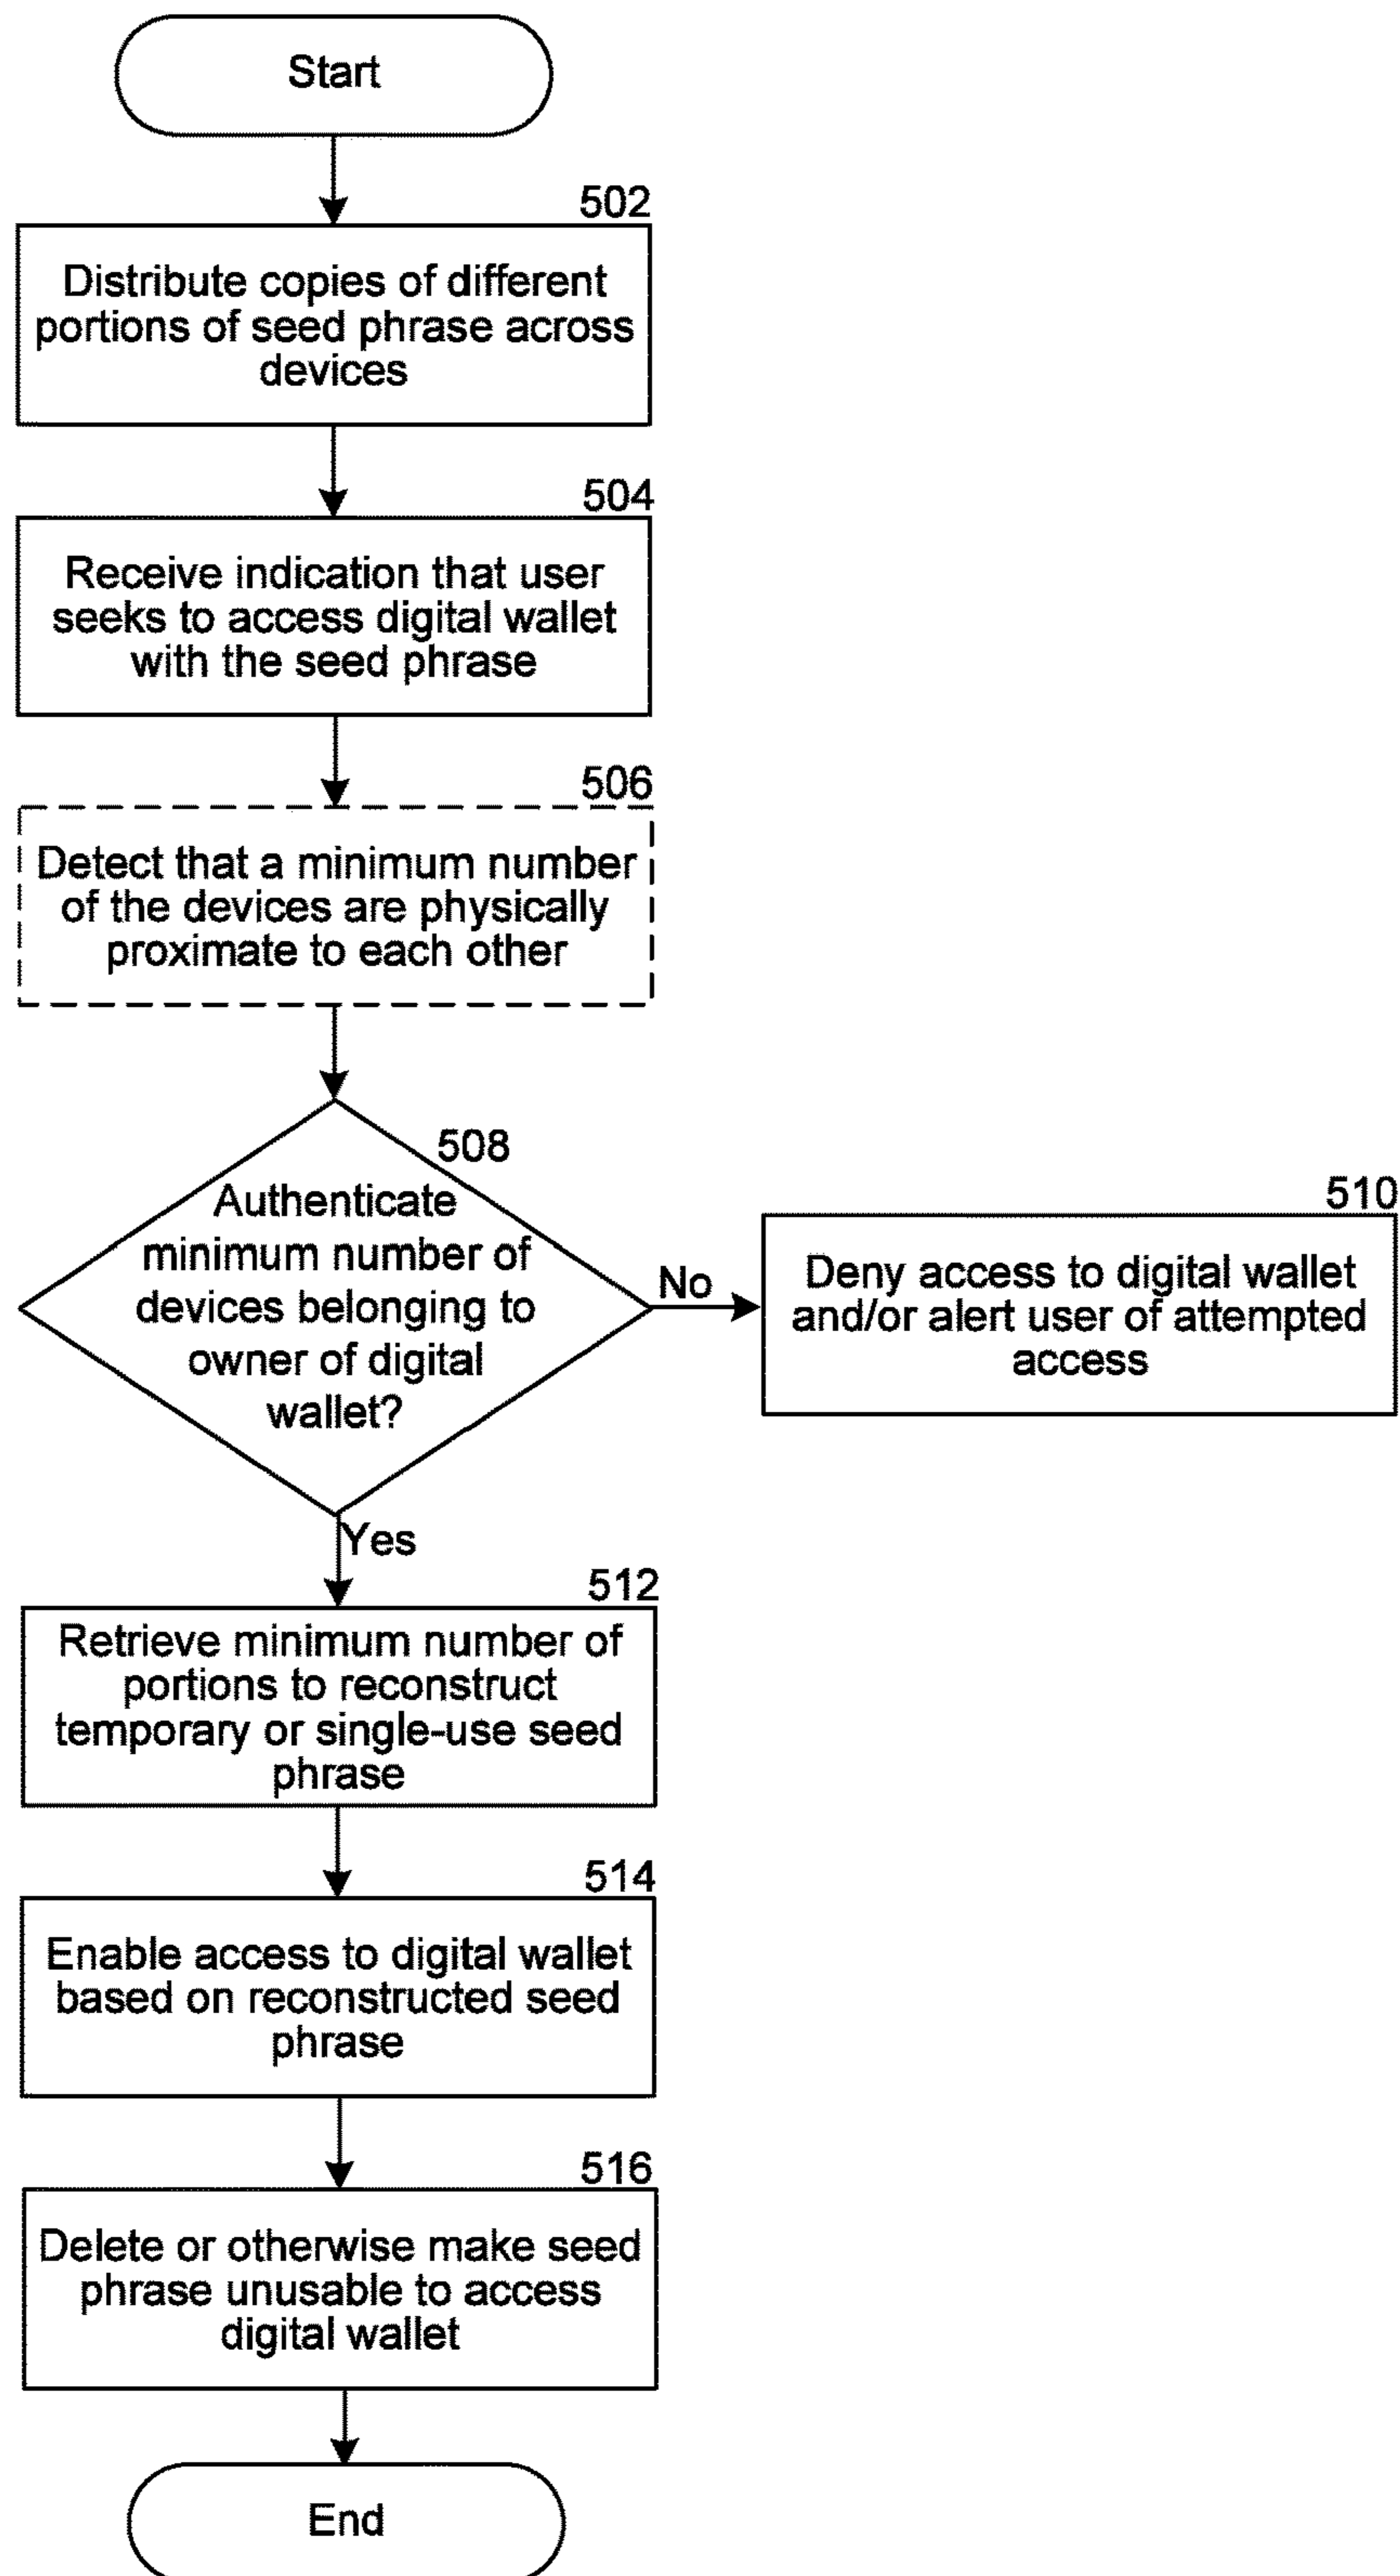 Start
502
Distribute copies of different
portions of seed phrase across
devices
504
Receive indication that user
seeks to access digital wallet
with the seed phrase
506
Detect that a minimum number
of the devices are physically
proximate to each other
508
Authenticate
minimum number of
devices belonging to
owner of digital
wallet?
No
510
Deny access to digital wallet
and/or alert user of attempted
access
Yes
512
Retrieve minimum number of
portions to reconstruct
temporary or single-use seed
phrase
514
Enable access to digital wallet
based on reconstructed seed
phrase
516
Delete or otherwise make seed
phrase unusable to access
digital wallet
End